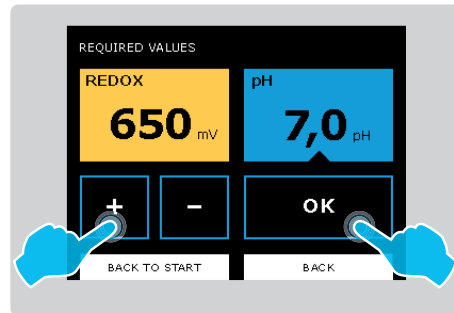 REQUIRED VALUES
REDOX
650 mV
pH
7,0 pH
+
–
OK
BACK TO START
BACK